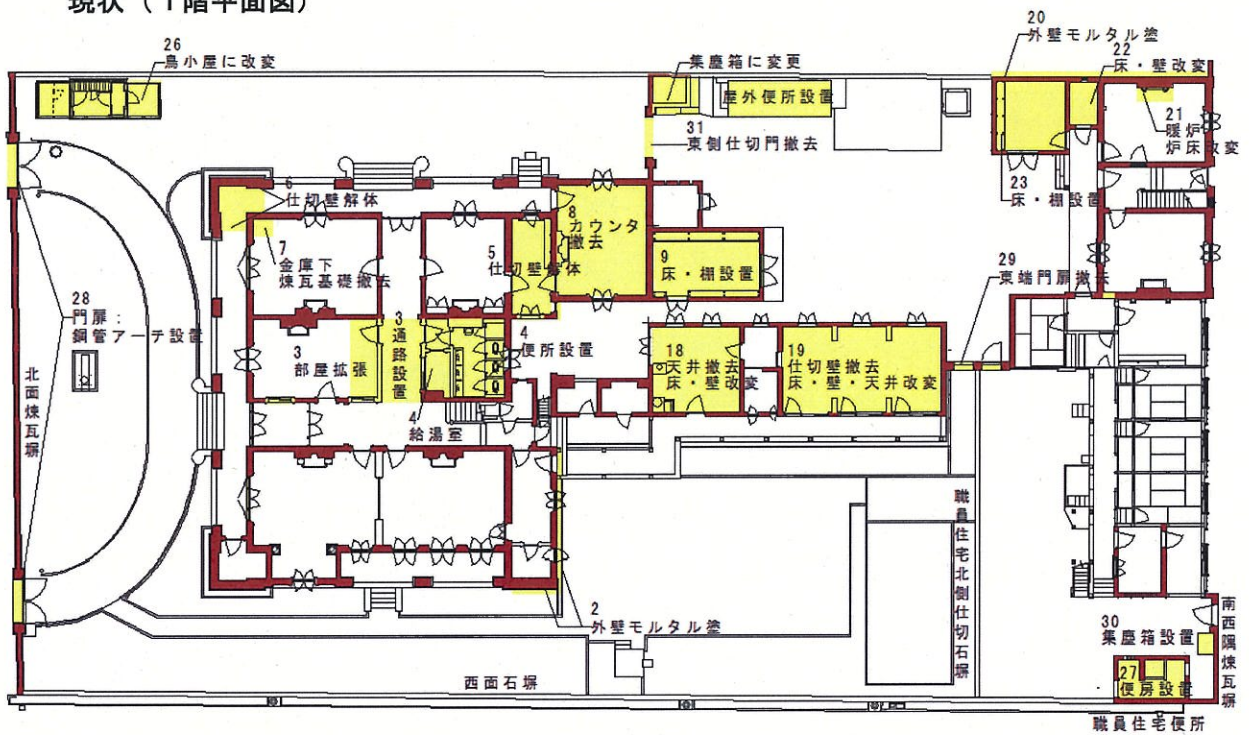 現状（1階平面図）
26
鳥小屋に改変
集塵箱に変更
屋外便所設置
20
外壁モルタル塗
22
床・壁改変
21
暖炉
炉床改変
31
東側仕切門撤去
23
床・棚設置
6
仕切壁解体
7
金庫下
煉瓦基礎撤去
5
仕切壁解体
8
カウンタ
撤去
9
床・棚設置
29
東端門扉撤去
28
門扉：
鋼管アーチ設置
北面煉瓦塀
3
部屋拡張
3
通路設置
4
便所設置
4
給湯室
18
天井撤去
床・壁改変
19
仕切壁撤去
床・壁・天井改変
職員住宅北側仕切石塀
2
外壁モルタル塗
西面石塀
30
集塵箱設置
27
便房設置
南西隅煉瓦塀
職員住宅便所